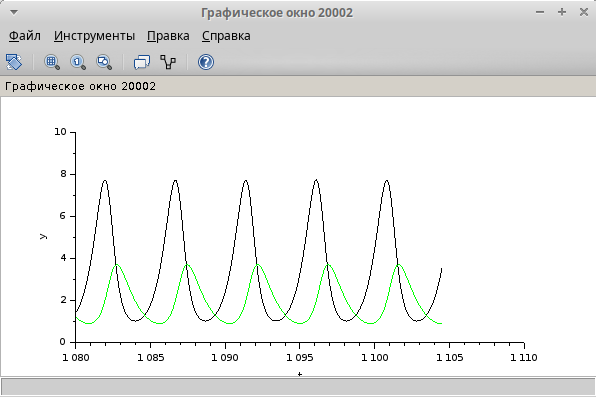 Графическое окно 20002
Файл Инструменты Правка Справка
Графическое окно 20002
10
8
6
4
2
0
y
1 080 1 085 1 090 1 095 1 100 1 105 1 110
t